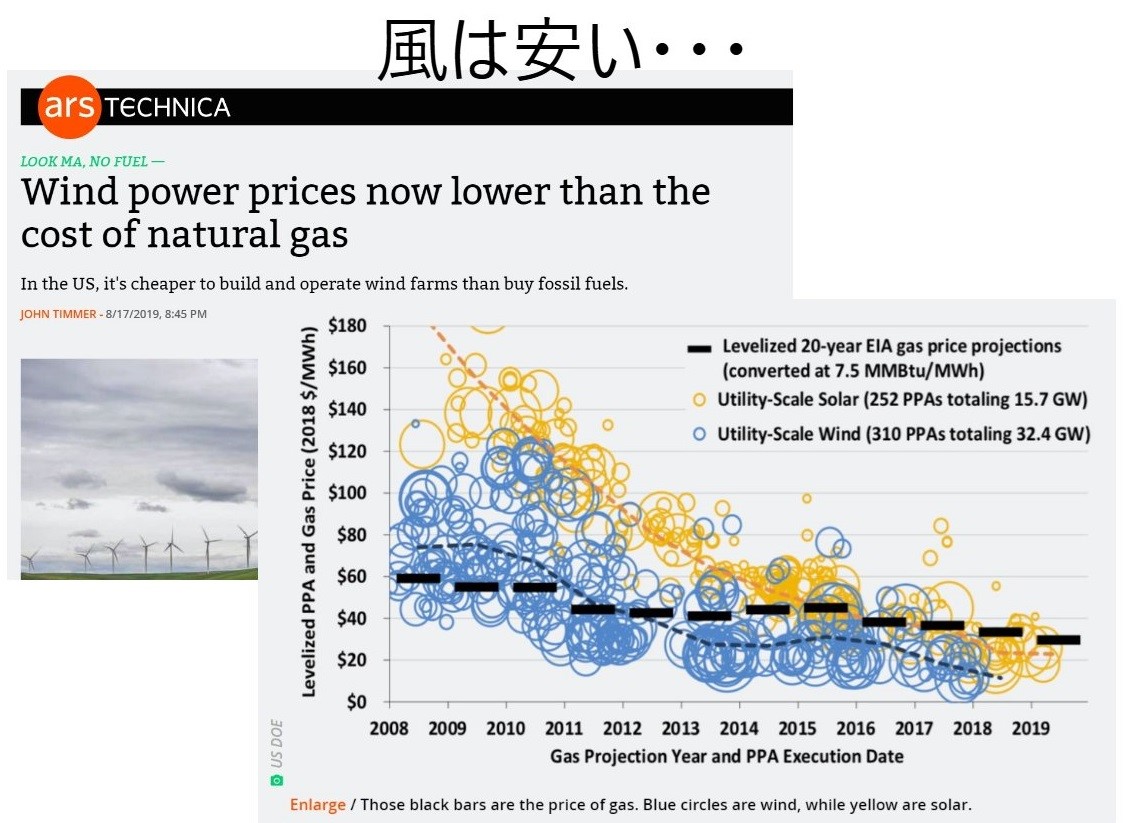 風は安い・・・
ars TECHNICA
LOOK MA, NO FUEL —
Wind power prices now lower than the
cost of natural gas
In the US, it's cheaper to build and operate wind farms than buy fossil fuels.
JOHN TIMMER - 8/17/2019, 8:45 PM
Levelized PPA and Gas Price (2018 $/MWh)
$180
$160
$140
$120
$100
$80
$60
$40
$20
$0
Levelized 20-year EIA gas price projections
(converted at 7.5 MMBtu/MWh)
Utility-Scale Solar (252 PPAs totaling 15.7 GW)
Utility-Scale Wind (310 PPAs totaling 32.4 GW)
2008 2009 2010 2011 2012 2013 2014 2015 2016 2017 2018 2019
Gas Projection Year and PPA Execution Date
US DOE
Enlarge / Those black bars are the price of gas. Blue circles are wind, while yellow are solar.